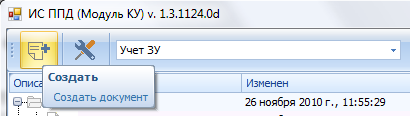 ИС ППД (Модуль КУ) v. 1.3.1124.0d
Учет ЗУ
Создать
Описа
Изменен
Создать документ
26 ноября 2010 г., 11:55:29